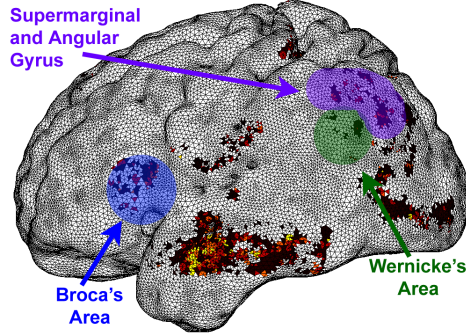 Supermarginal
and Angular
Gyrus
Broca's
Area
Wernicke's
Area